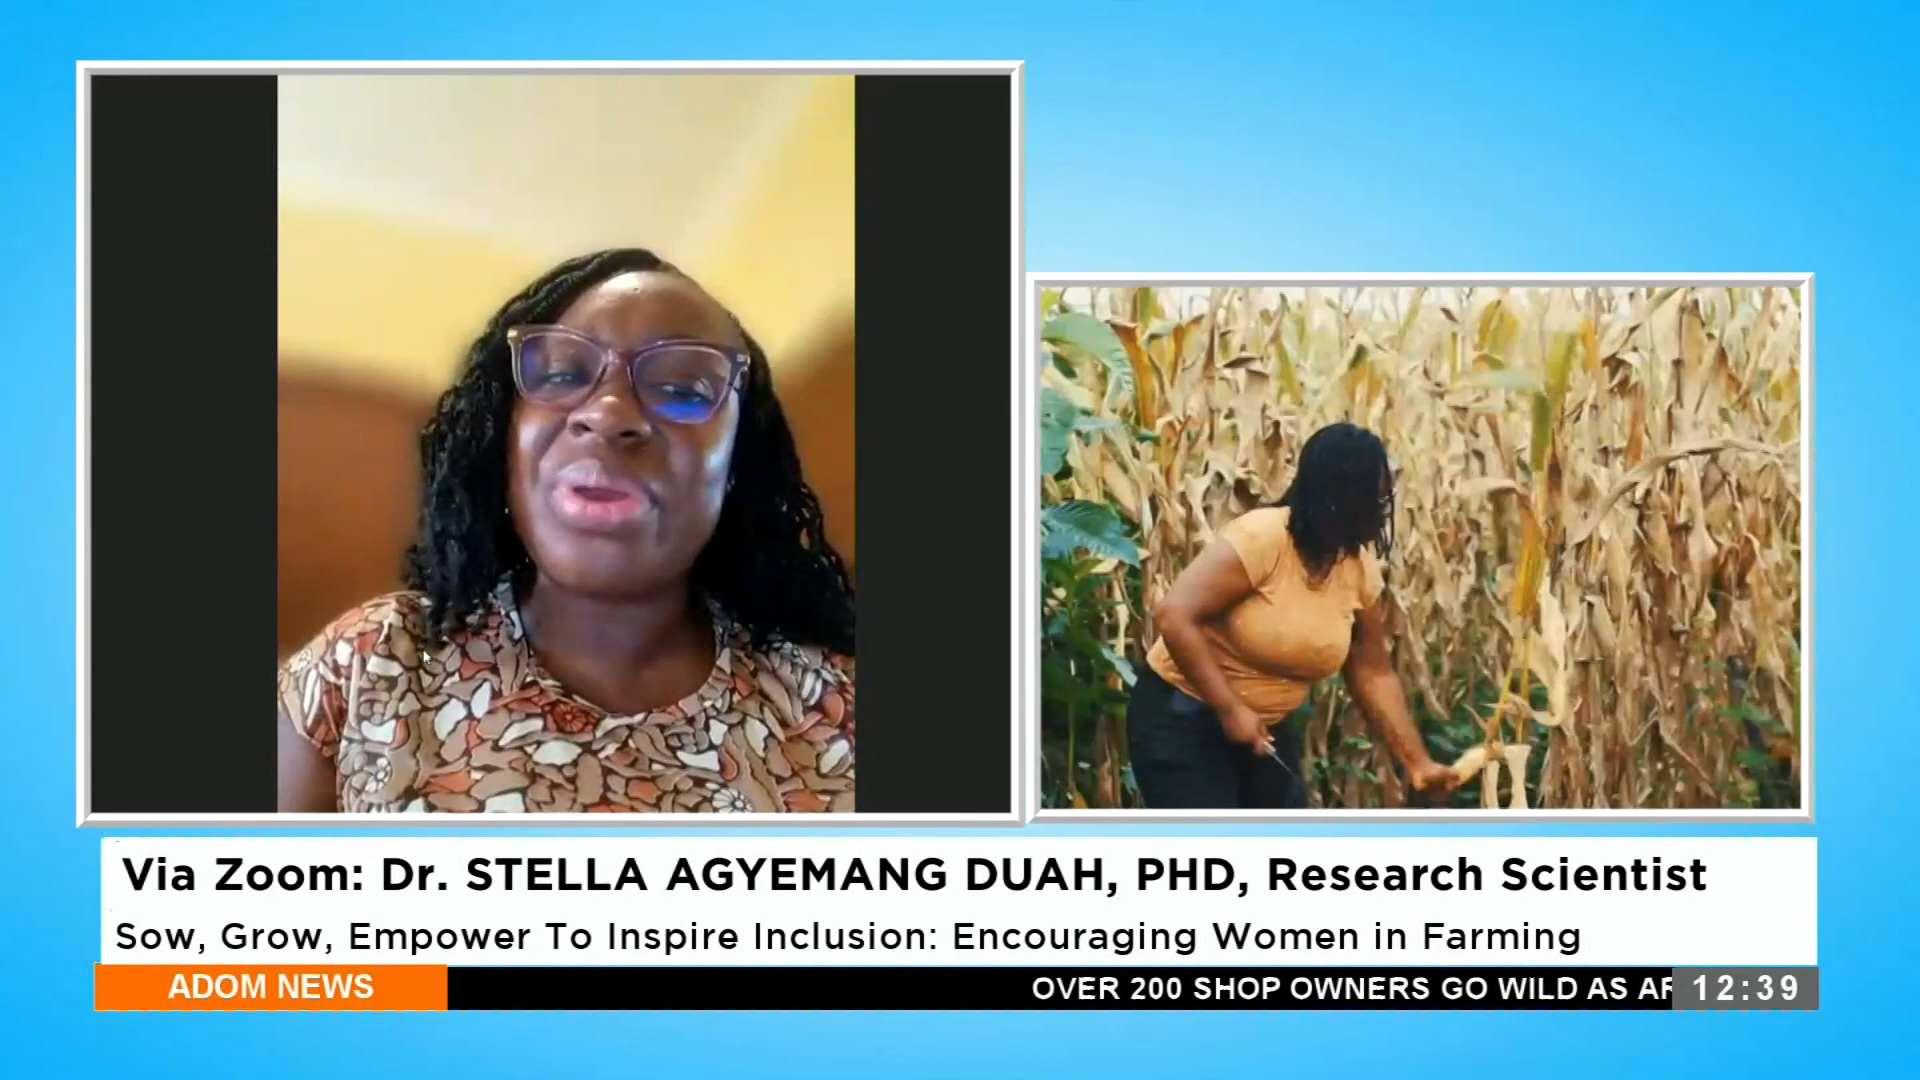 Via Zoom: Dr. STELLA AGYEMANG DUAH, PHD, Research Scientist
Sow, Grow, Empower To Inspire Inclusion: Encouraging Women in Farming
ADOM NEWS
OVER 200 SHOP OWNERS GO WILD AS
12:39